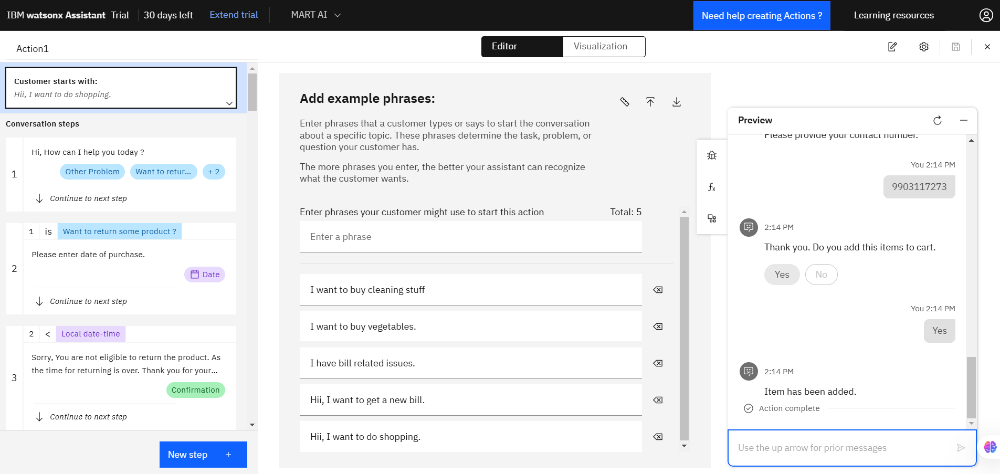 IBM watsonx Assistant Trial 30 days left Extend trial MART AI Need help creating Actions ? Learning resources
Action1
Editor Visualization
Customer starts with:
Hii, I want to do shopping.
Conversation steps
1
Hi, How can I help you today ?
Other Problem Want to retur... + 2
Continue to next step
2
1 is Want to return some product ?
Please enter date of purchase.
Date
Continue to next step
3
2 < Local date-time
Sorry, You are not eligible to return the product. As
the time for returning is over. Thank you for your...
Confirmation
Continue to next step
New step +
Add example phrases:
Enter phrases that a customer types or says to start the conversation
about a specific topic. These phrases determine the task, problem, or
question your customer has.
The more phrases you enter, the better your assistant can recognize
what the customer wants.
Enter phrases your customer might use to start this action Total: 5
Enter a phrase
I want to buy cleaning stuff
I want to buy vegetables.
I have bill related issues.
Hii, I want to get a new bill.
Hii, I want to do shopping.
Preview
Please provide your contact number.
You 2:14 PM
9903117273
2:14 PM
Thank you. Do you add this items to cart.
Yes No
You 2:14 PM
Yes
2:14 PM
Item has been added.
Action complete
Use the up arrow for prior messages